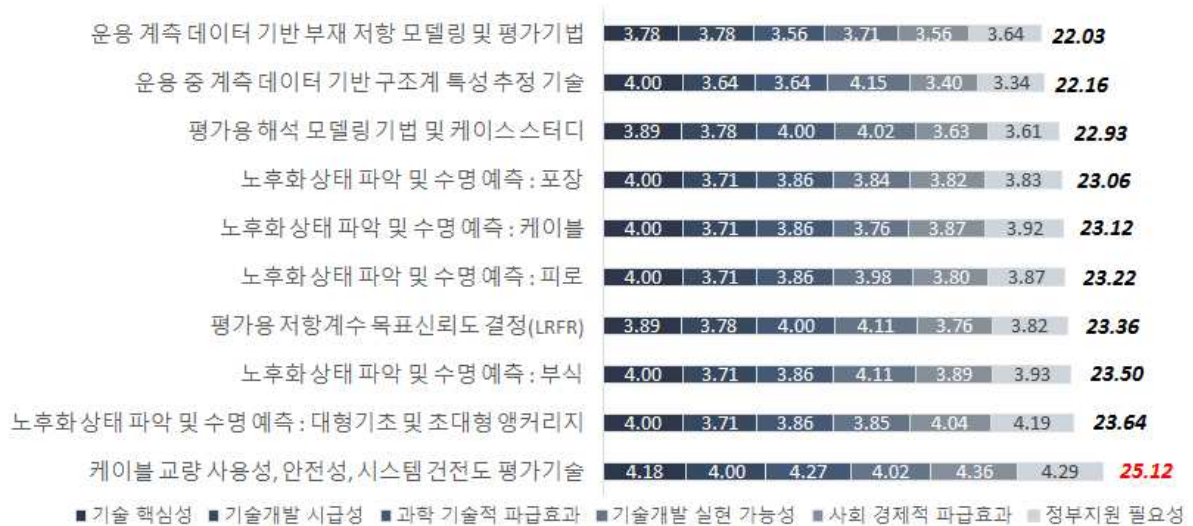 운용 계측 데이터 기반 부재 저항 모델링 및 평가기법 3.78 3.78 3.56 3.71 3.56 3.64 22.03
운용 중 계측 데이터 기반 구조계 특성 추정 기술 4.00 3.64 3.64 4.15 3.40 3.34 22.16
평가용 해석 모델링 기법 및 케이스 스터디 3.89 3.78 4.00 4.02 3.63 3.61 22.93
노후화 상태 파악 및 수명 예측 : 포장 4.00 3.71 3.86 3.84 3.82 3.83 23.06
노후화 상태 파악 및 수명 예측 : 케이블 4.00 3.71 3.86 3.76 3.87 3.92 23.12
노후화 상태 파악 및 수명 예측 : 피로 4.00 3.71 3.86 3.98 3.80 3.87 23.22
평가용 저항계수 목표신뢰도 결정(LRFR) 3.89 3.78 4.00 4.11 3.76 3.82 23.36
노후화 상태 파악 및 수명 예측 : 부식 4.00 3.71 3.86 4.11 3.89 3.93 23.50
노후화 상태 파악 및 수명 예측 : 대형기초 및 초대형 앵커리지 4.00 3.71 3.86 3.85 4.04 4.19 23.64
케이블 교량 사용성, 안전성, 시스템 건전도 평가기술 4.18 4.00 4.27 4.02 4.36 4.29 25.12
기술 핵심성 기술개발 시급성 과학 기술적 파급효과 기술개발 실현 가능성 사회 경제적 파급효과 정부지원 필요성